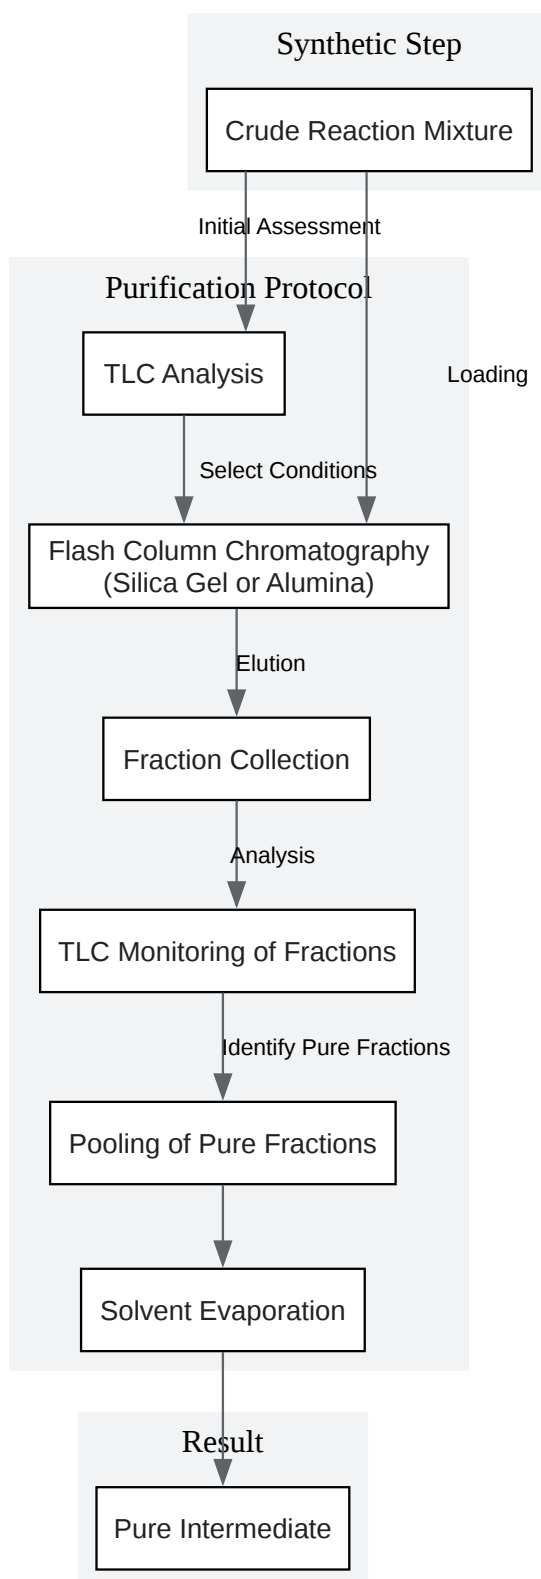 Synthetic Step
Crude Reaction Mixture
Initial Assessment
Purification Protocol
TLC Analysis
Loading
Select Conditions
Flash Column Chromatography
(Silica Gel or Alumina)
Elution
Fraction Collection
Analysis
TLC Monitoring of Fractions
Identify Pure Fractions
Pooling of Pure Fractions
Solvent Evaporation
Result
Pure Intermediate